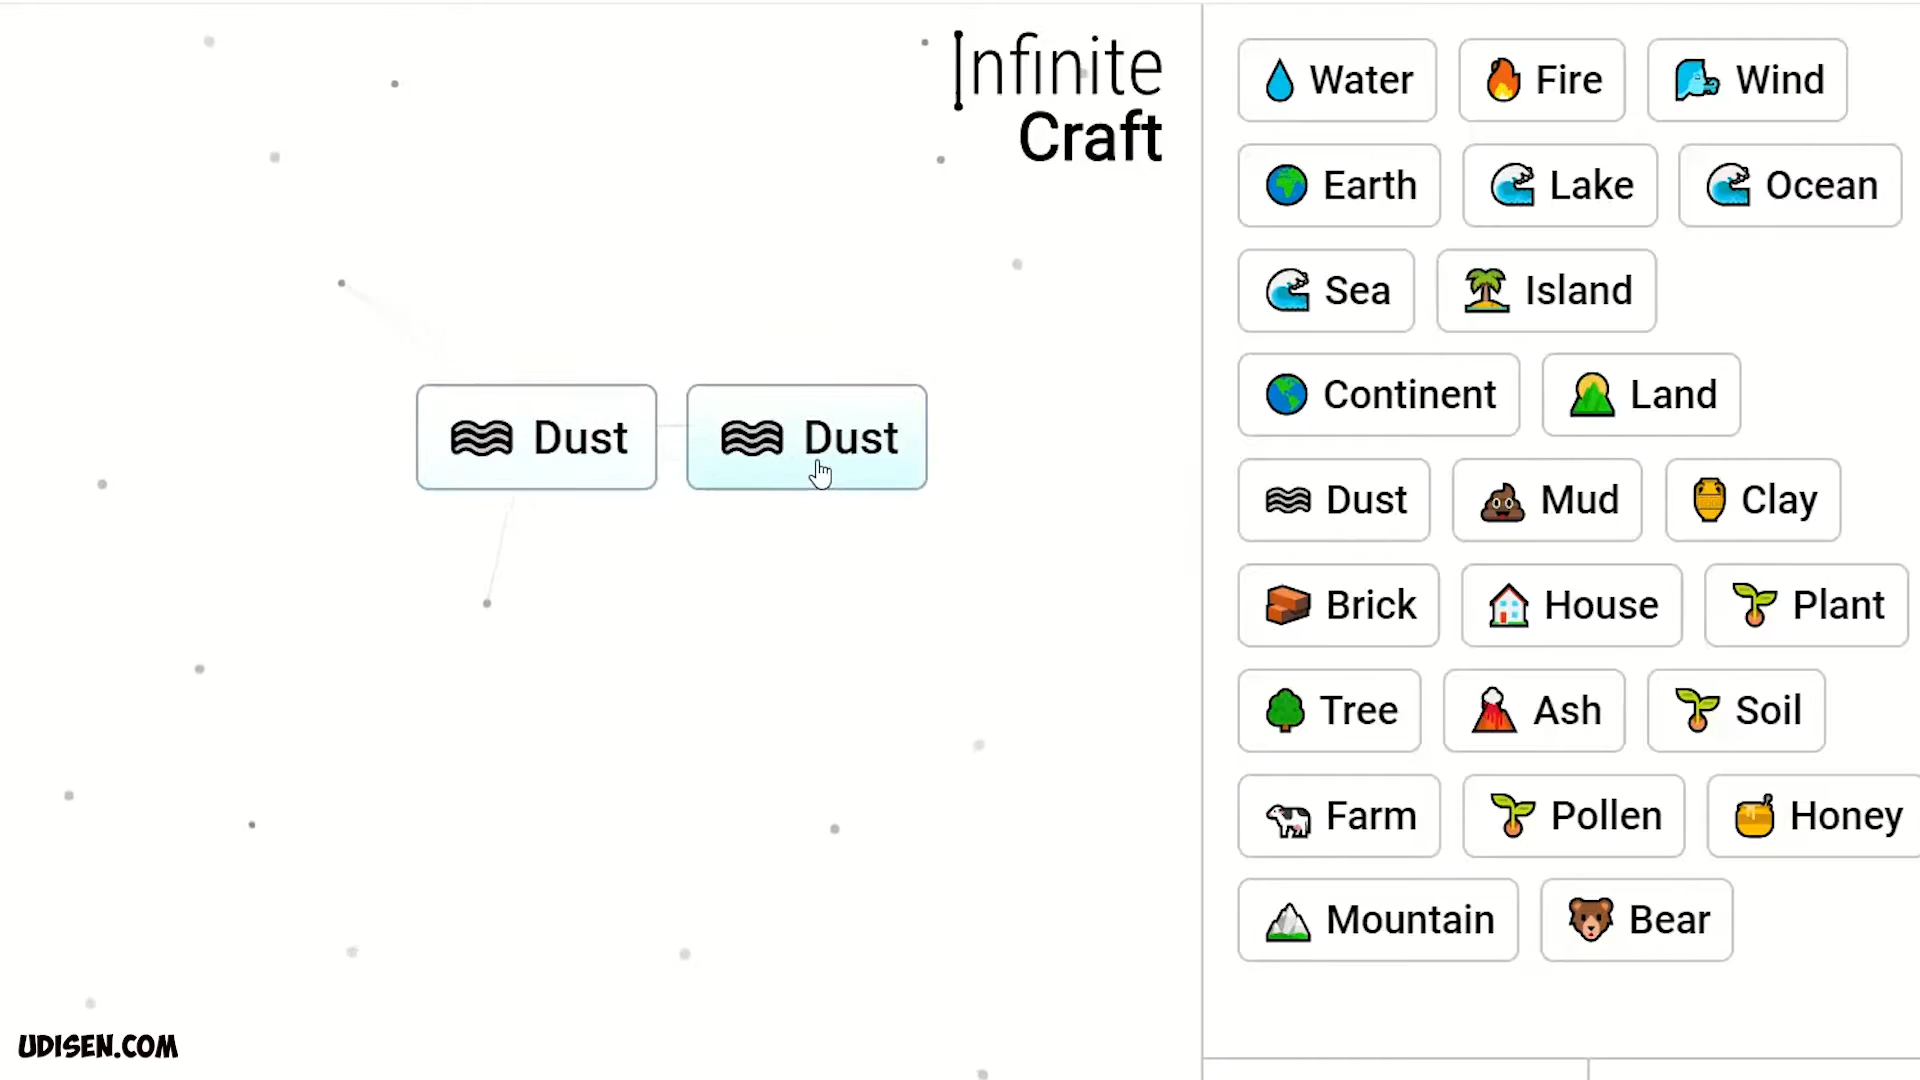 Infinite
Craft
Water Fire Wind
Earth Lake Ocean
Sea Island
Continent Land
Dust Dust
Dust Mud Clay
Brick House Plant
Tree Ash Soil
Farm Pollen Honey
Mountain Bear
UDISEN.COM